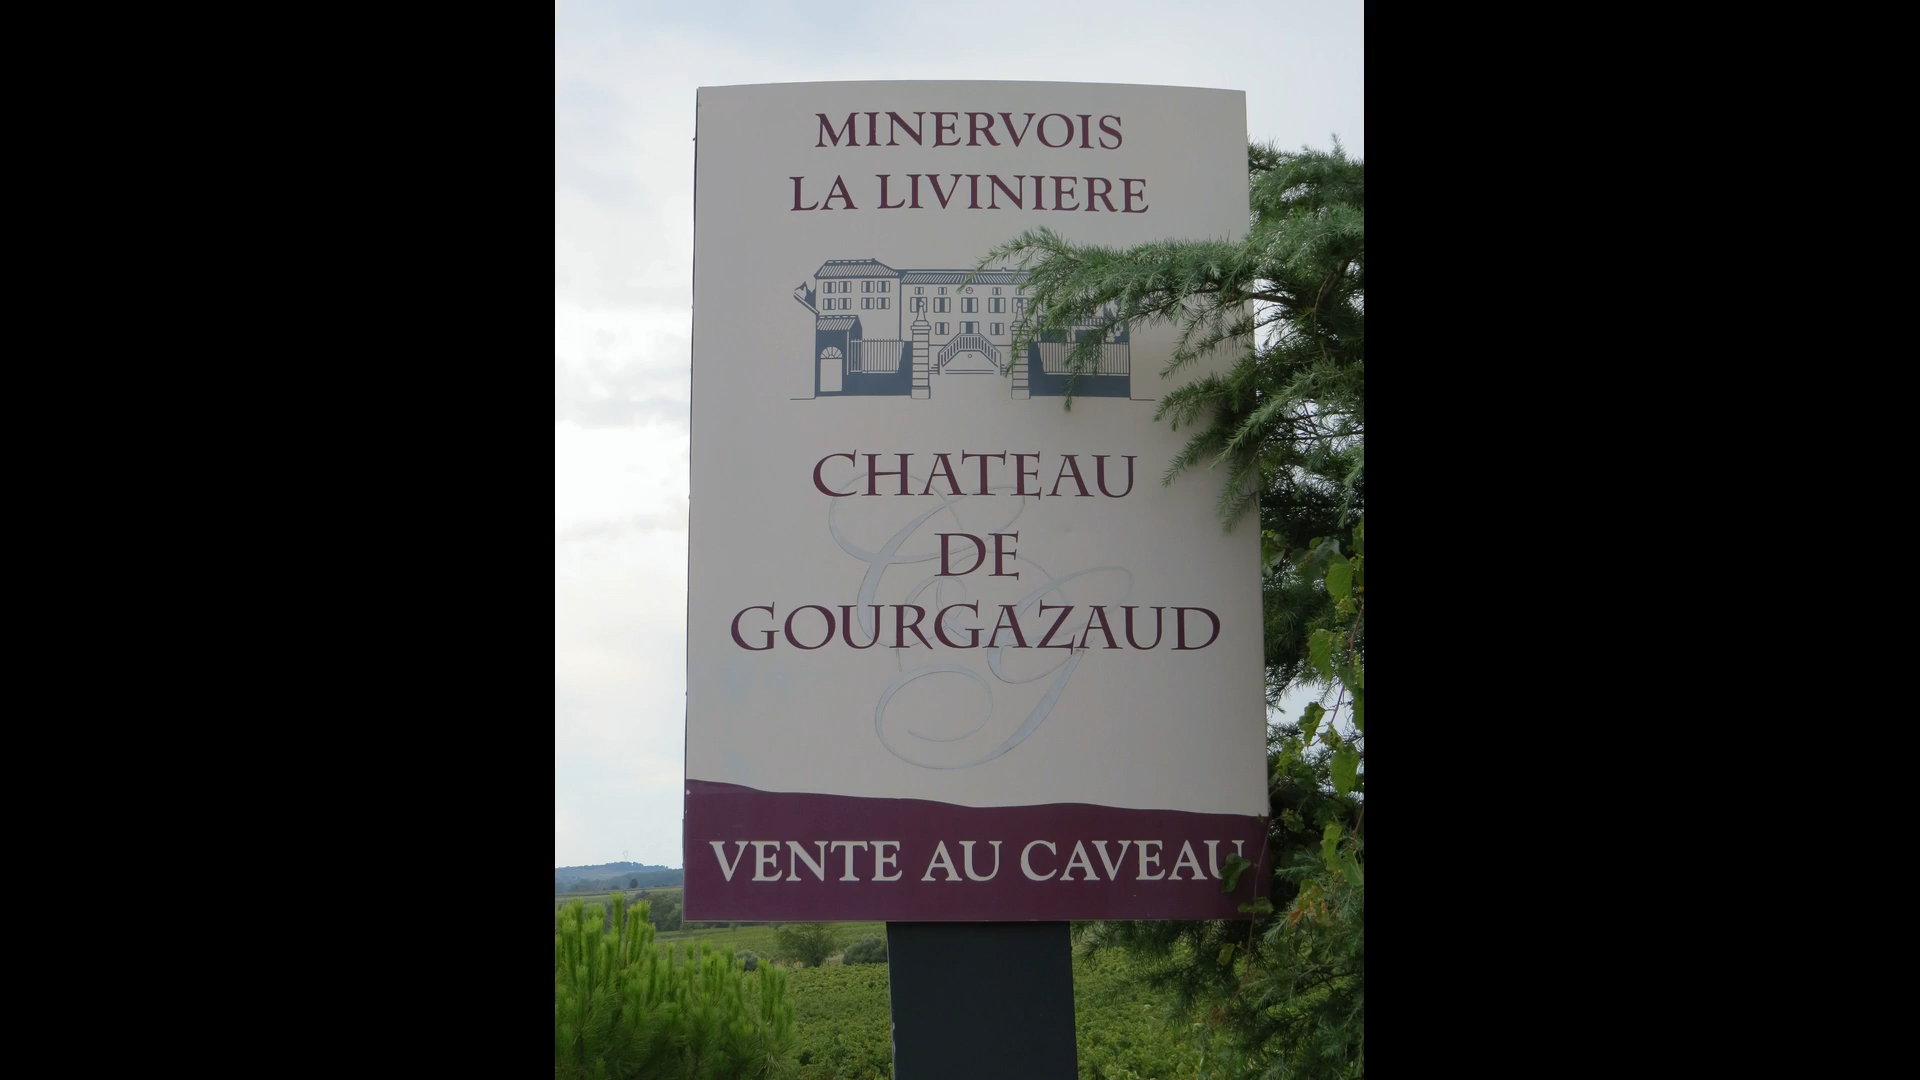 MINERVOIS
LA LIVINIERE
CHATEAU
DE
GOURGAZAUD
VENTE AU CAVEAU